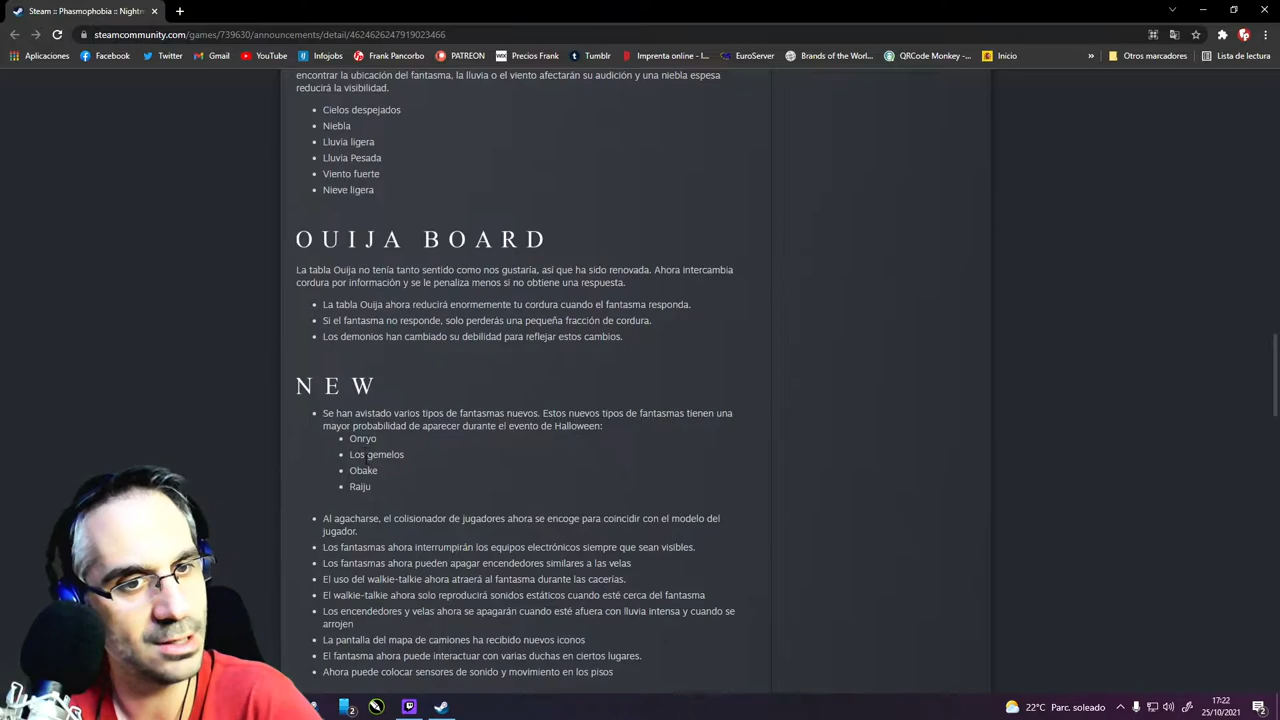 Steam :: Phasmophobia :: Nightm
steamcommunity.com/games/739630/announcements/detail/4624626247919023466
Aplicaciones
Facebook
Twitter
Gmail
YouTube
Infojobs
Frank Pancorbo
PATREON
Precios Frank
Tumblr
Imprenta online - I...
EuroServer
Brands of the Worl...
QRCode Monkey -...
Inicio
Otros marcadores
Lista de lectura
encontrar la ubicación del fantasma, la lluvia o el viento afectarán su audición y una niebla espesa
reducirá la visibilidad.
Cielos despejados
Niebla
Lluvia ligera
Lluvia Pesada
Viento fuerte
Nieve ligera
OUIJA BOARD
La tabla Ouija no tenía tanto sentido como nos gustaría, así que ha sido renovada. Ahora intercambia
cordura por información y se le penaliza menos si no obtiene una respuesta.
La tabla Ouija ahora reducirá enormemente tu cordura cuando el fantasma responda.
Si el fantasma no responde, solo perderás una pequeña fracción de cordura.
Los demonios han cambiado su debilidad para reflejar estos cambios.
NEW
Se han avistado varios tipos de fantasmas nuevos. Estos nuevos tipos de fantasmas tienen una
mayor probabilidad de aparecer durante el evento de Halloween:
Onryo
Los gemelos
Obake
Raiju
Al agacharse, el colisionador de jugadores ahora se encoge para coincidir con el modelo del
jugador.
Los fantasmas ahora interrumpirán los equipos electrónicos siempre que sean visibles.
Los fantasmas ahora pueden apagar encendedores similares a las velas
El uso del walkie-talkie ahora atraerá al fantasma durante las cacerías.
El walkie-talkie ahora solo reproducirá sonidos estáticos cuando esté cerca del fantasma
Los encendedores y velas ahora se apagarán cuando esté afuera con lluvia intensa y cuando se
arrojen
La pantalla del mapa de camiones ha recibido nuevos iconos
El fantasma ahora puede interactuar con varias duchas en ciertos lugares.
Ahora puede colocar sensores de sonido y movimiento en los pisos
2
22°C Parc. soleado
17:22
25/10/2021
2